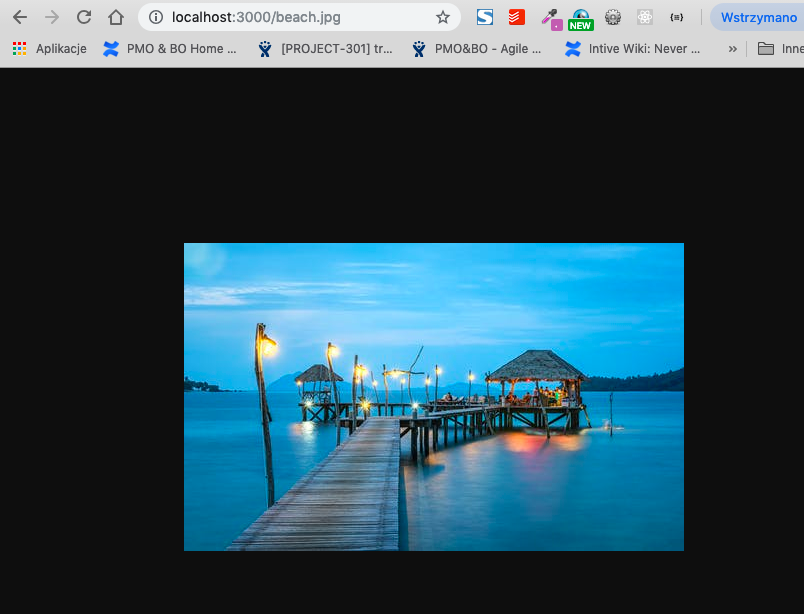 localhost:3000/beach.jpg
NEW
{≡}
Wstrzymano
Aplikacje
PMO & BO Home ...
[PROJECT-301] tr...
PMO&BO - Agile ...
Intive Wiki: Never ...
»
Inne